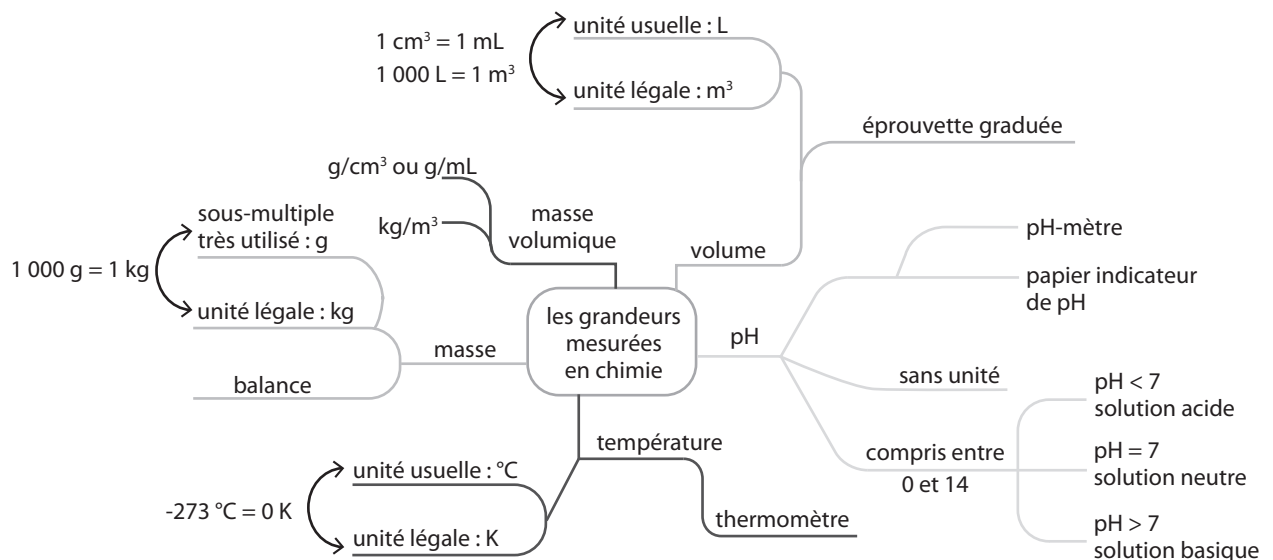 unité usuelle : L
1 cm³ = 1 mL
1 000 L = 1 m³
unité légale : m³
éprouvette graduée
g/cm³ ou g/mL
kg/m³
masse
volumique
volume
sous-multiple
très utilisé : g
1 000 g = 1 kg
unité légale : kg
masse
balance
les grandeurs
mesurées
en chimie
pH
pH-mètre
papier indicateur
de pH
sans unité
compris entre
0 et 14
pH < 7
solution acide
pH = 7
solution neutre
pH > 7
solution basique
température
unité usuelle : °C
-273 °C = 0 K
unité légale : K
thermomètre